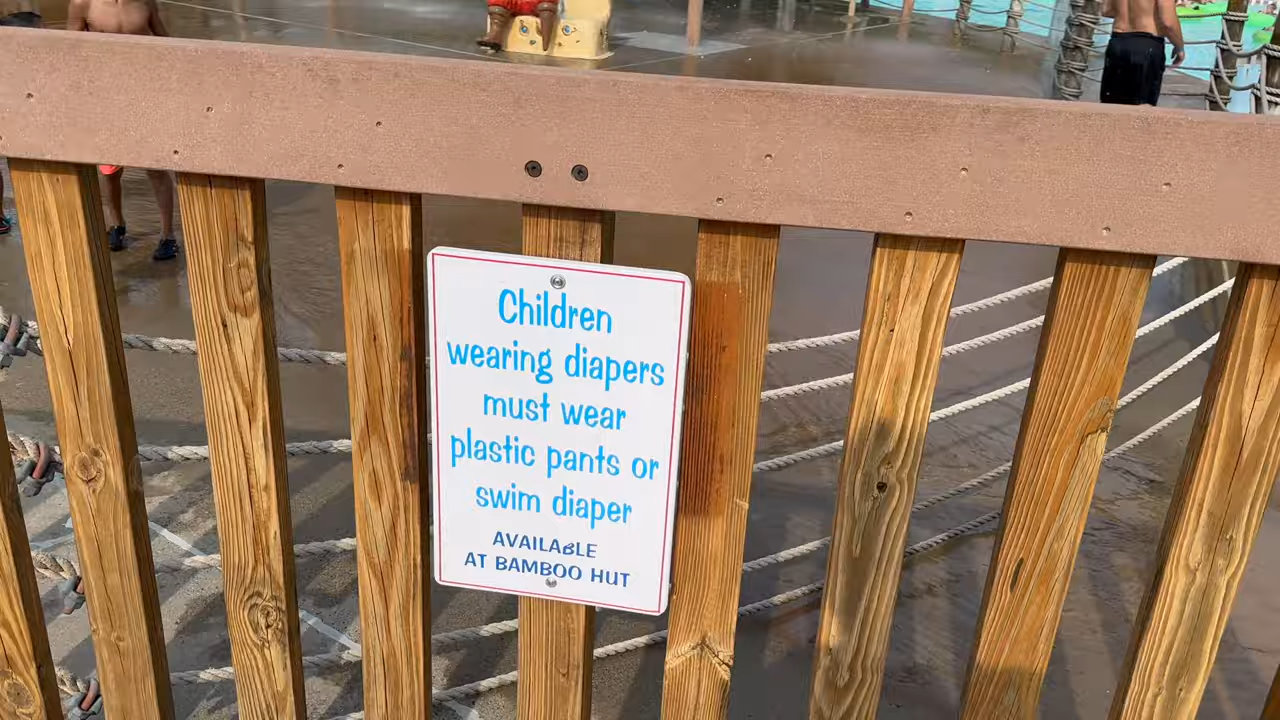 Children
wearing diapers
must wear
plastic pants or
swim diaper
AVAILABLE
AT BAMBOO HUT